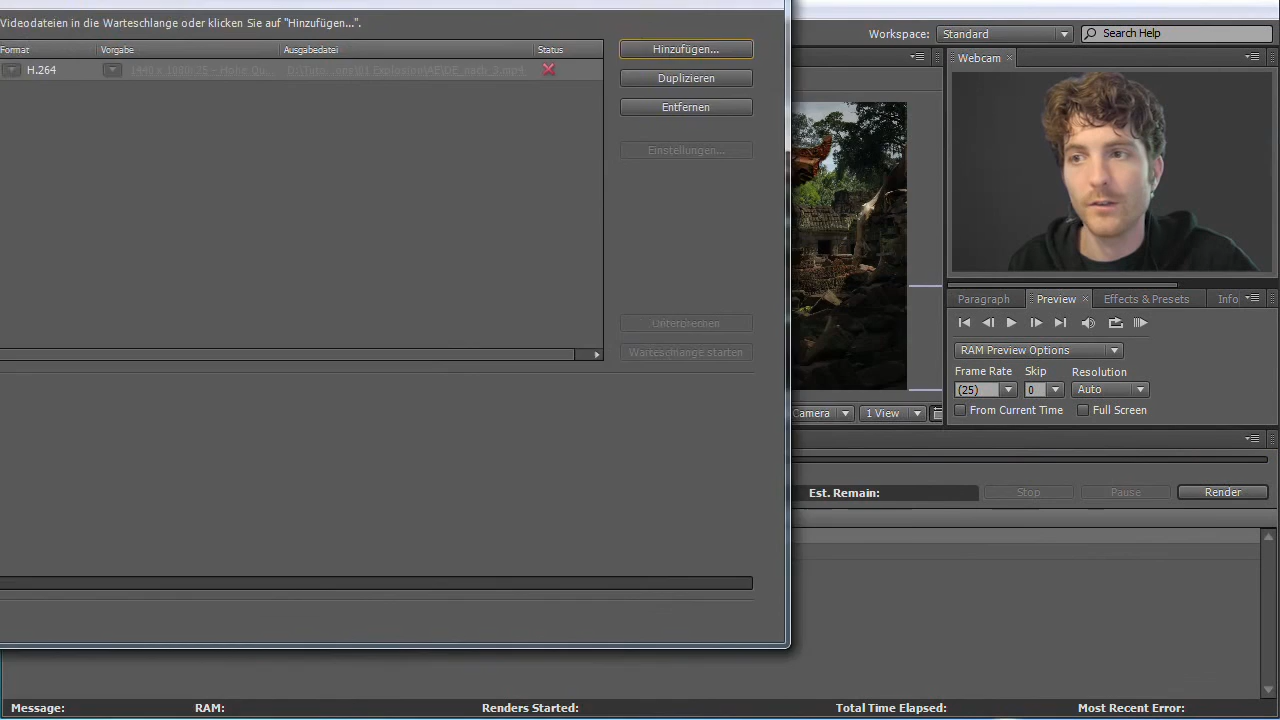 Videodateien in die Warteschlange oder klicken Sie auf "Hinzufügen...".
Format Vorgabe Ausgabedatei Status
H.264
Hinzufügen...
Duplizieren
Entfernen
Einstellungen...
Unterbrechen
Warteschlange starten
Workspace: Standard Search Help
Webcam
Paragraph Preview Effects & Presets Info
RAM Preview Options
Frame Rate Skip Resolution
(25) 0 Auto
From Current Time Full Screen
Camera 1 View
Est. Remain: Stop Pause Render
Message: RAM: Renders Started: Total Time Elapsed: Most Recent Error: